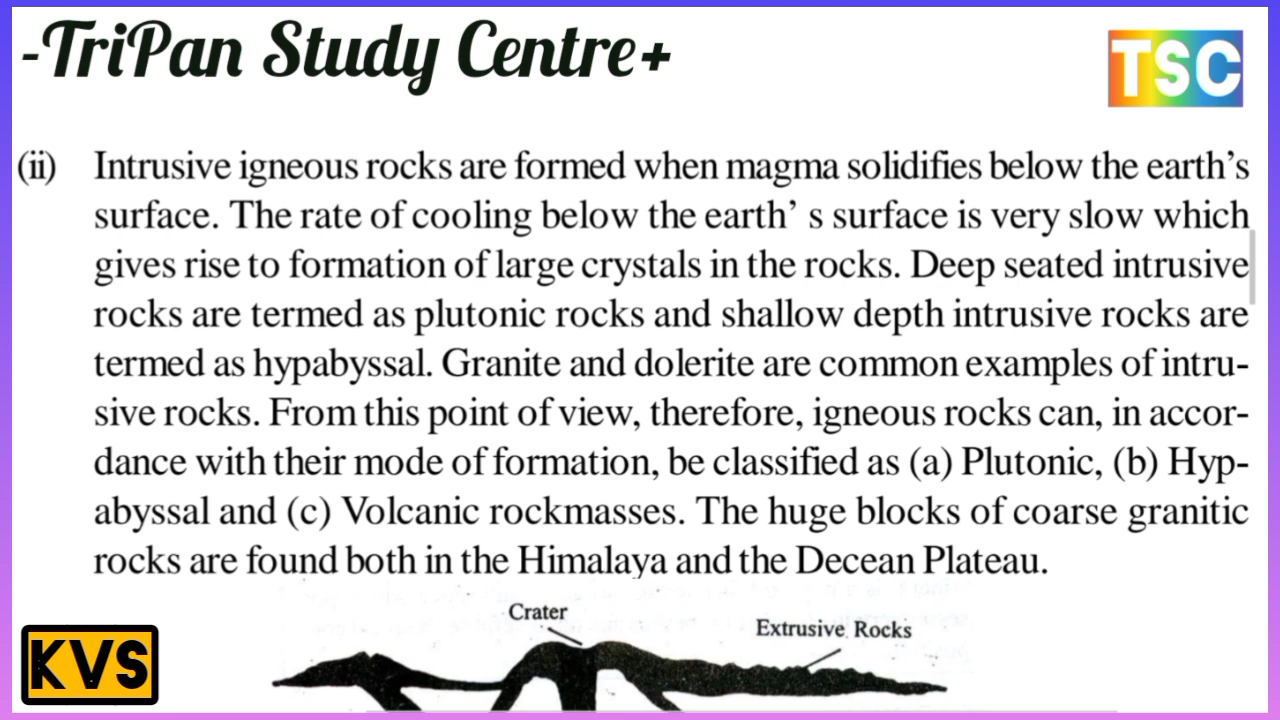 -TriPan Study Centre+
TSC
(ii) Intrusive igneous rocks are formed when magma solidifies below the earth’s
surface. The rate of cooling below the earth’ s surface is very slow which
gives rise to formation of large crystals in the rocks. Deep seated intrusive
rocks are termed as plutonic rocks and shallow depth intrusive rocks are
termed as hypabyssal. Granite and dolerite are common examples of intru-
sive rocks. From this point of view, therefore, igneous rocks can, in accor-
dance with their mode of formation, be classified as (a) Plutonic, (b) Hyp-
abyssal and (c) Volcanic rockmasses. The huge blocks of coarse granitic
rocks are found both in the Himalaya and the Decean Plateau.
Crater
Extrusive Rocks
KVS